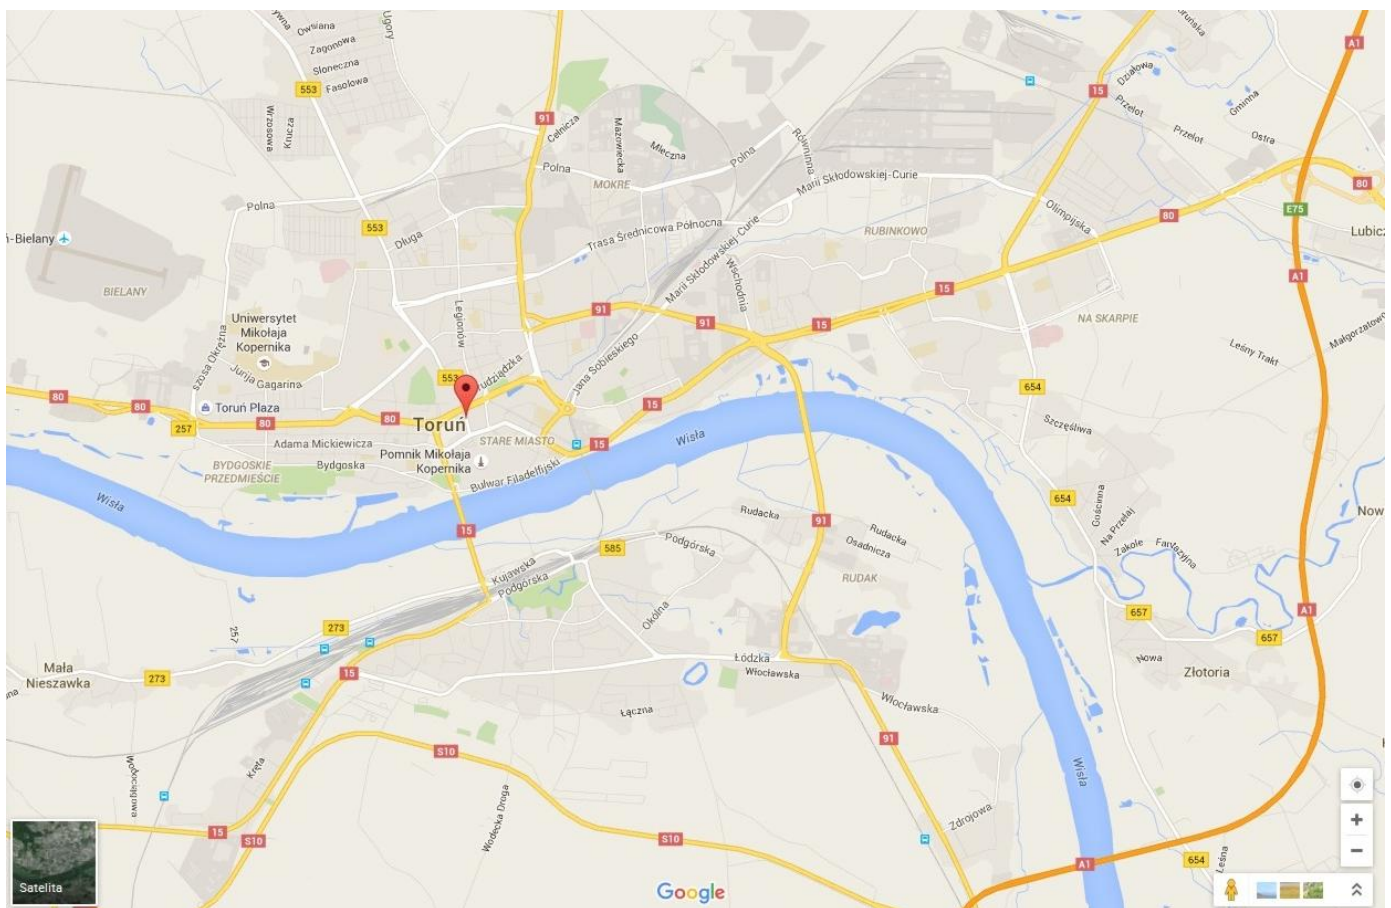 Owsiana
Ugory
Zagonowa
Słoneczna
Fasolowa
553
A1
Działowa
15
Przelot
Gminna
Wrzosowa
Krucza
91
Celnicza
Mazowiecka
Mleczna
Polna
Równinna
Przelot
Ostra
Polna
MOKRE
Marii Skłodowskiej-Curie
80
Polna
553
Długa
Trasa Średnicowa Północna
Olimpijska
80
E75
RUBINKOWO
Lubicz
Marii Skłodowskiej-Curie
Wschodnia
A1
BIELANY
15
Legionów
91
91
15
NA SKARPIE
Uniwersytet
Mikołaja
Kopernika
szosa Okrężna
Jana Sobieskiego
Małgorzatowo
Leśny Trakt
Jurija
Gagarina
553
654
80
80
Toruń Plaza
80
80
257
Toruń
15
Szczęśliwa
Adama Mickiewicza
STARE MIASTO
15
Wisła
BYDGOSKIE
PRZEDMIEŚCIE
Bydgoska
Pomnik Mikołaja
Kopernika
Bulwar Filadelfijski
Wisła
654
Gościnna
Na Przełaj
15
Rudacka
91
Rudacka
Osadnicza
Podgórska
585
Zakole
Fantazyjna
Kujawska
Podgórska
RUDAK
Okólna
657
A1
273
257
657
Mała
Nieszawka
273
15
Łódzka
Włocławska
Nowa
Złotoria
Włocławska
Łączna
91
S10
Kręta
Wodociągowa
Wisła
Wodecka Droga
Zdrojowa
15
S10
S10
A1
654
Leśna
Satelita
Google